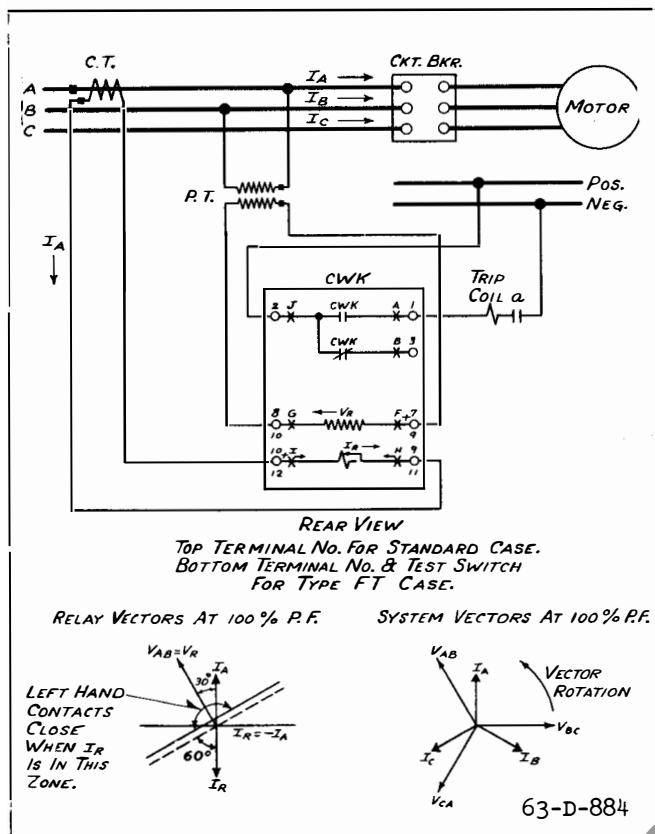 C.T.
CKT. BKR.
A
B
C
I_A
I_B
I_C
MOTOR
P.T.
POS.
NEG.
I_A
CWK
TRIP
COIL a
2 J CWK A 1
CWK B 3
8 G V_R F + 7
10 9
10 + I I_R H 9
12 11
REAR VIEW
TOP TERMINAL NO. FOR STANDARD CASE.
BOTTOM TERMINAL NO. & TEST SWITCH
FOR TYPE FT CASE.
RELAY VECTORS AT 100% P.F.
V_AB=V_R
I_A
30°
LEFT HAND
CONTACTS
CLOSE
WHEN I_R
IS IN THIS
ZONE.
I_R=-I_A
60°
I_R
SYSTEM VECTORS AT 100% P.F.
V_AB
I_A
VECTOR
ROTATION
V_BC
I_C
I_B
V_CA
63-D-884